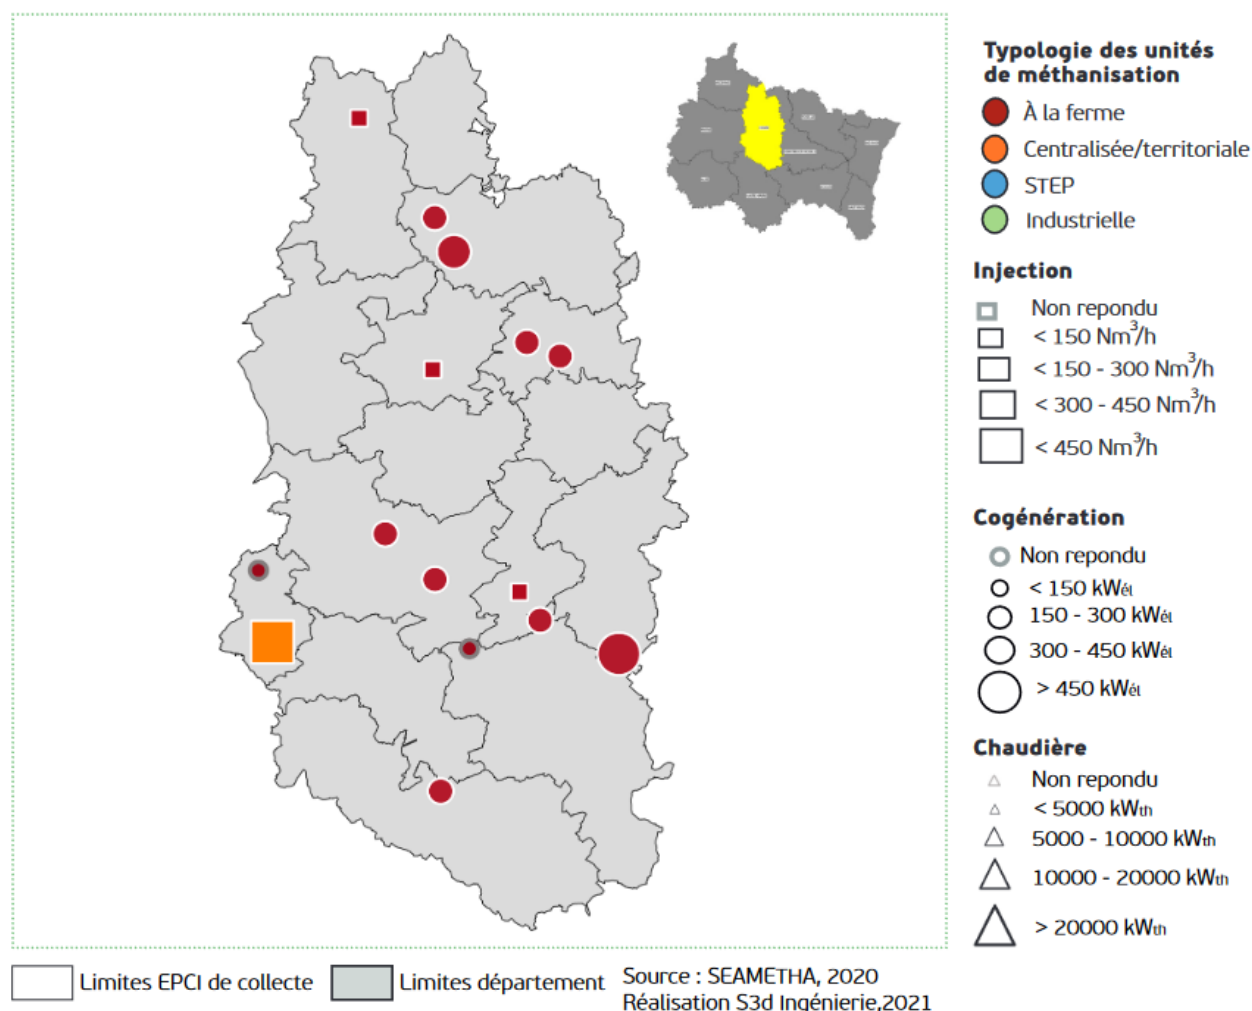 Typologie des unités
de méthanisation
À la ferme
Centralisée/territoriale
STEP
Industrielle
Injection
Non repondu
< 150 Nm³/h
< 150 - 300 Nm³/h
< 300 - 450 Nm³/h
< 450 Nm³/h
Cogénération
Non repondu
< 150 kWél
150 - 300 kWél
300 - 450 kWél
> 450 kWél
Chaudière
Non repondu
< 5000 kWth
5000 - 10000 kWth
10000 - 20000 kWth
> 20000 kWth
Limites EPCI de collecte
Limites département
Source : SEAMETHA, 2020
Réalisation S3d Ingénierie,2021